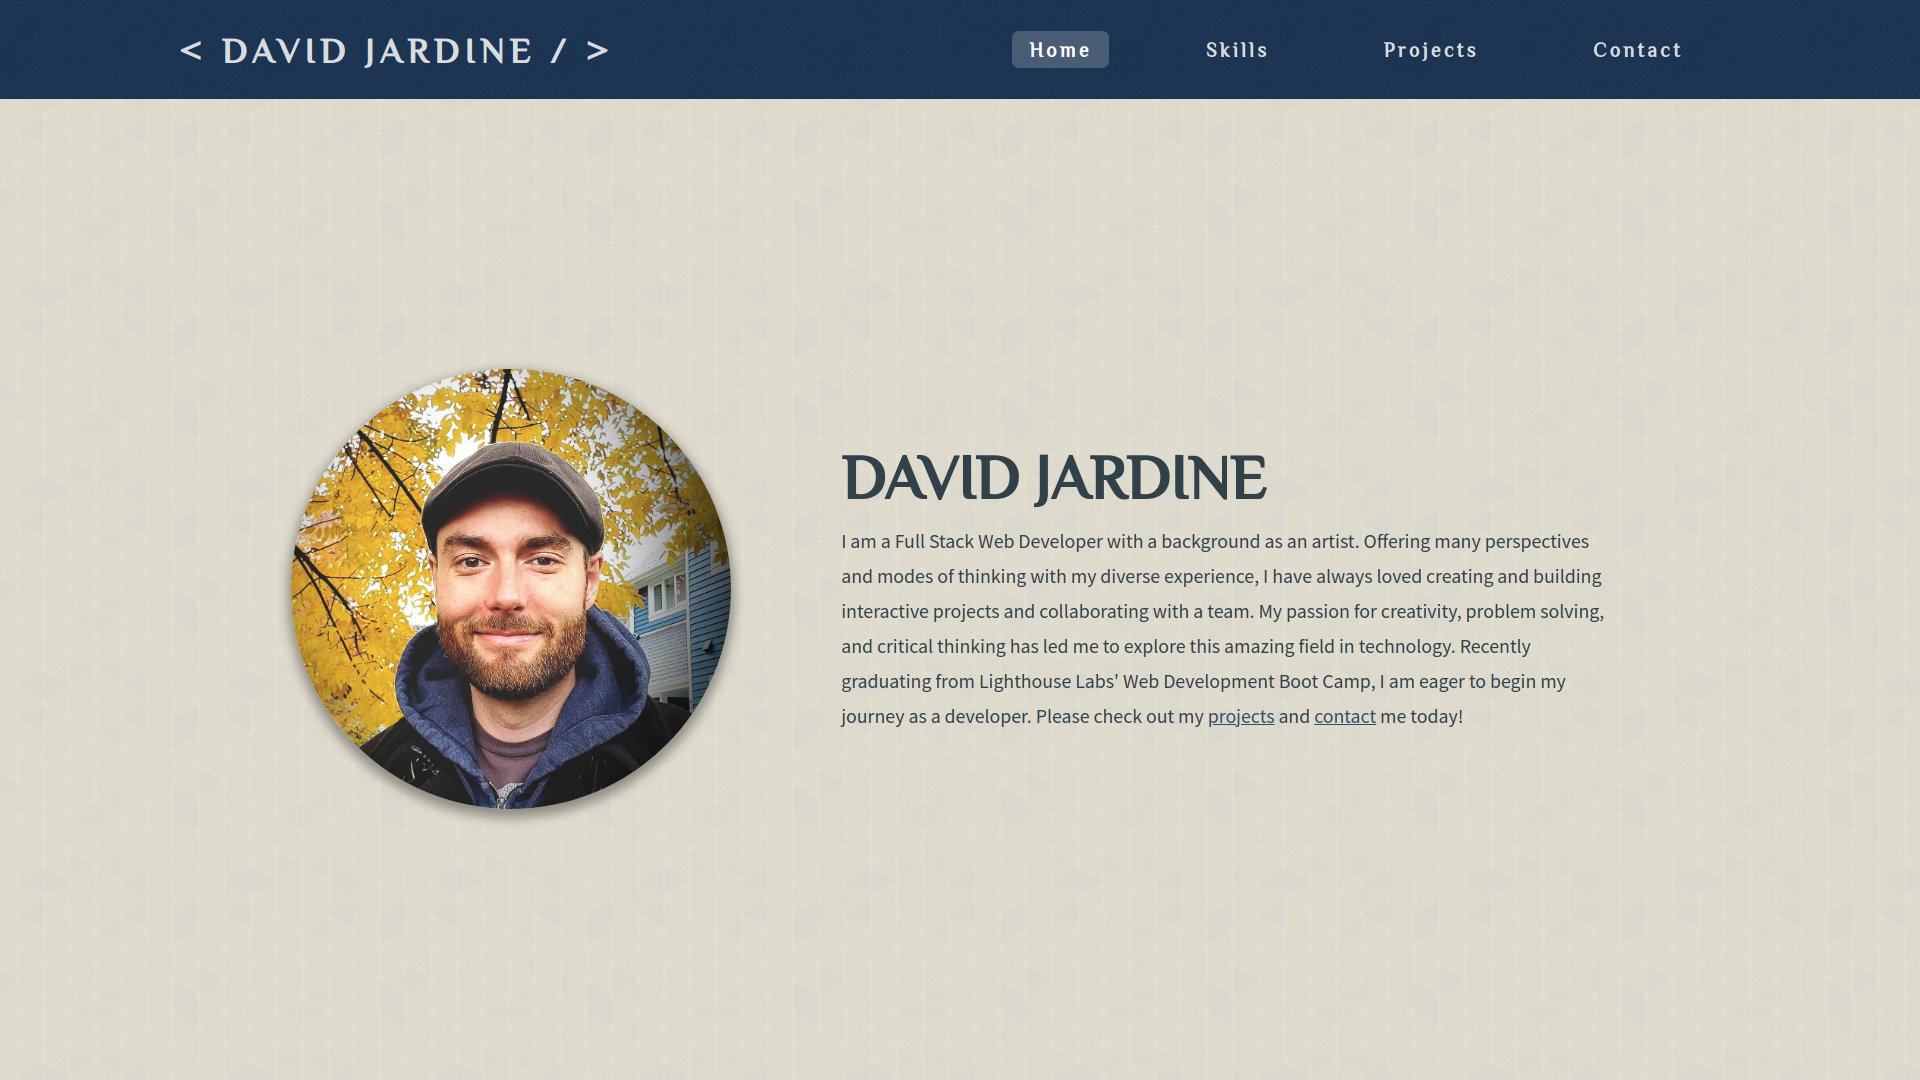 < DAVID JARDINE / >
Home
Skills
Projects
Contact
DAVID JARDINE
I am a Full Stack Web Developer with a background as an artist. Offering many perspectives
and modes of thinking with my diverse experience, I have always loved creating and building
interactive projects and collaborating with a team. My passion for creativity, problem solving,
and critical thinking has led me to explore this amazing field in technology. Recently
graduating from Lighthouse Labs' Web Development Boot Camp, I am eager to begin my
journey as a developer. Please check out my projects and contact me today!